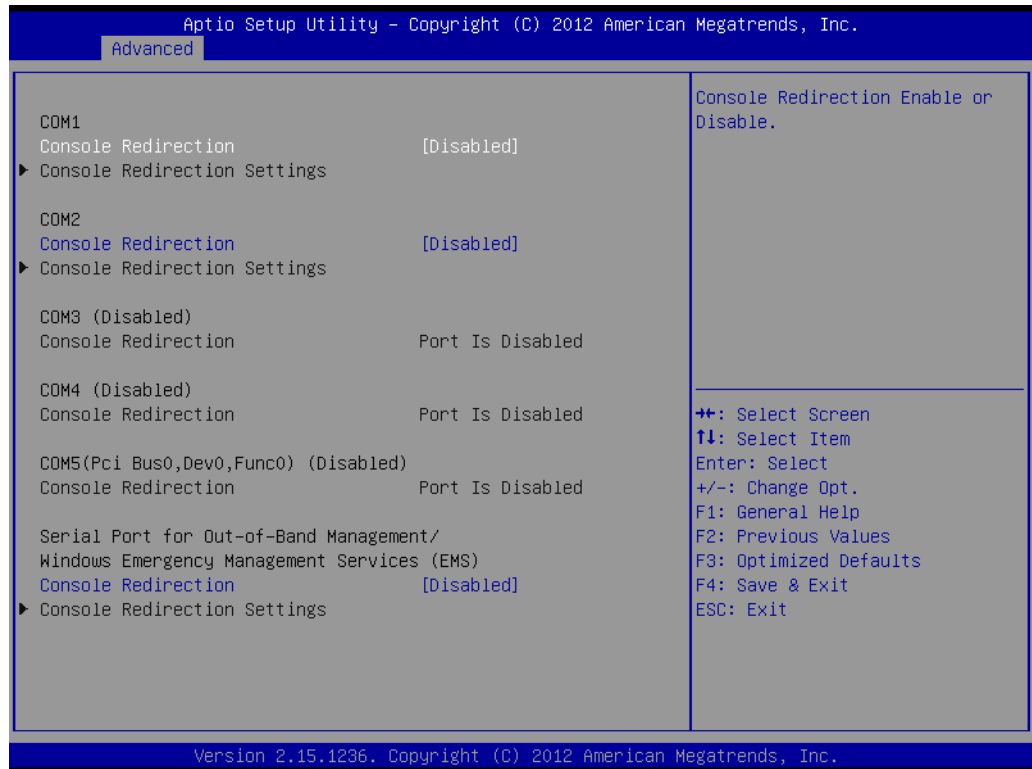 Aptio Setup Utility – Copyright (C) 2012 American Megatrends, Inc.
Advanced
COM1
Console Redirection [Disabled]
▶ Console Redirection Settings
COM2
Console Redirection [Disabled]
▶ Console Redirection Settings
COM3 (Disabled)
Console Redirection Port Is Disabled
COM4 (Disabled)
Console Redirection Port Is Disabled
COM5(Pci Bus0,Dev0,Func0) (Disabled)
Console Redirection Port Is Disabled
Serial Port for Out-of-Band Management/
Windows Emergency Management Services (EMS)
Console Redirection [Disabled]
▶ Console Redirection Settings
Console Redirection Enable or
Disable.
→←: Select Screen
↑↓: Select Item
Enter: Select
+/-: Change Opt.
F1: General Help
F2: Previous Values
F3: Optimized Defaults
F4: Save & Exit
ESC: Exit
Version 2.15.1236. Copyright (C) 2012 American Megatrends, Inc.